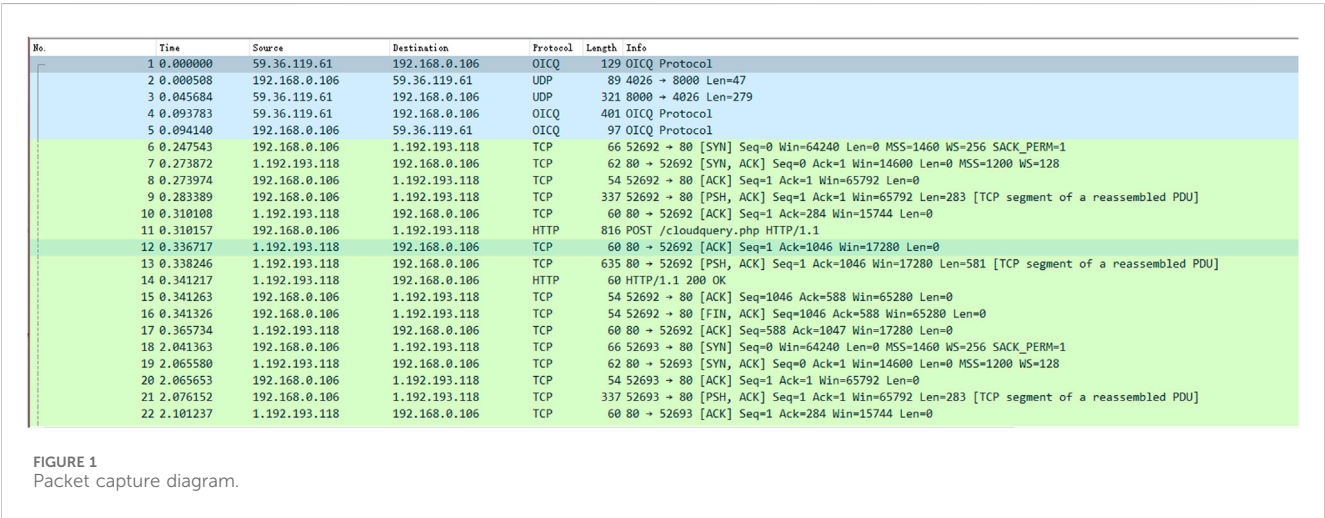 No. Time Source Destination Protocol Length Info
1 0.000000 59.36.119.61 192.168.0.106 OICQ 129 OICQ Protocol
2 0.000508 192.168.0.106 59.36.119.61 UDP 89 4026 → 8000 Len=47
3 0.045684 59.36.119.61 192.168.0.106 UDP 321 8000 → 4026 Len=279
4 0.093783 59.36.119.61 192.168.0.106 OICQ 401 OICQ Protocol
5 0.094140 192.168.0.106 59.36.119.61 OICQ 97 OICQ Protocol
6 0.247543 192.168.0.106 1.192.193.118 TCP 66 52692 → 80 [SYN] Seq=0 Win=64240 Len=0 MSS=1460 WS=256 SACK_PERM=1
7 0.273872 1.192.193.118 192.168.0.106 TCP 62 80 → 52692 [SYN, ACK] Seq=0 Ack=1 Win=14600 Len=0 MSS=1200 WS=128
8 0.273974 192.168.0.106 1.192.193.118 TCP 54 52692 → 80 [ACK] Seq=1 Ack=1 Win=65792 Len=0
9 0.283389 192.168.0.106 1.192.193.118 TCP 337 52692 → 80 [PSH, ACK] Seq=1 Ack=1 Win=65792 Len=283 [TCP segment of a reassembled PDU]
10 0.310108 1.192.193.118 192.168.0.106 TCP 60 80 → 52692 [ACK] Seq=1 Ack=284 Win=15744 Len=0
11 0.310157 192.168.0.106 1.192.193.118 HTTP 816 POST /cloudquery.php HTTP/1.1
12 0.336717 1.192.193.118 192.168.0.106 TCP 60 80 → 52692 [ACK] Seq=1 Ack=1046 Win=17280 Len=0
13 0.338246 1.192.193.118 192.168.0.106 TCP 635 80 → 52692 [PSH, ACK] Seq=1 Ack=1046 Win=17280 Len=581 [TCP segment of a reassembled PDU]
14 0.341217 1.192.193.118 192.168.0.106 HTTP 60 HTTP/1.1 200 OK
15 0.341263 192.168.0.106 1.192.193.118 TCP 54 52692 → 80 [ACK] Seq=1046 Ack=588 Win=65280 Len=0
16 0.341326 192.168.0.106 1.192.193.118 TCP 54 52692 → 80 [FIN, ACK] Seq=1046 Ack=588 Win=65280 Len=0
17 0.365734 1.192.193.118 192.168.0.106 TCP 60 80 → 52692 [ACK] Seq=588 Ack=1047 Win=17280 Len=0
18 2.041363 192.168.0.106 1.192.193.118 TCP 66 52693 → 80 [SYN] Seq=0 Win=64240 Len=0 MSS=1460 WS=256 SACK_PERM=1
19 2.065580 1.192.193.118 192.168.0.106 TCP 62 80 → 52693 [SYN, ACK] Seq=0 Ack=1 Win=14600 Len=0 MSS=1200 WS=128
20 2.065653 192.168.0.106 1.192.193.118 TCP 54 52693 → 80 [ACK] Seq=1 Ack=1 Win=65792 Len=0
21 2.076152 192.168.0.106 1.192.193.118 TCP 337 52693 → 80 [PSH, ACK] Seq=1 Ack=1 Win=65792 Len=283 [TCP segment of a reassembled PDU]
22 2.101237 1.192.193.118 192.168.0.106 TCP 60 80 → 52693 [ACK] Seq=1 Ack=284 Win=15744 Len=0
FIGURE 1
Packet capture diagram.